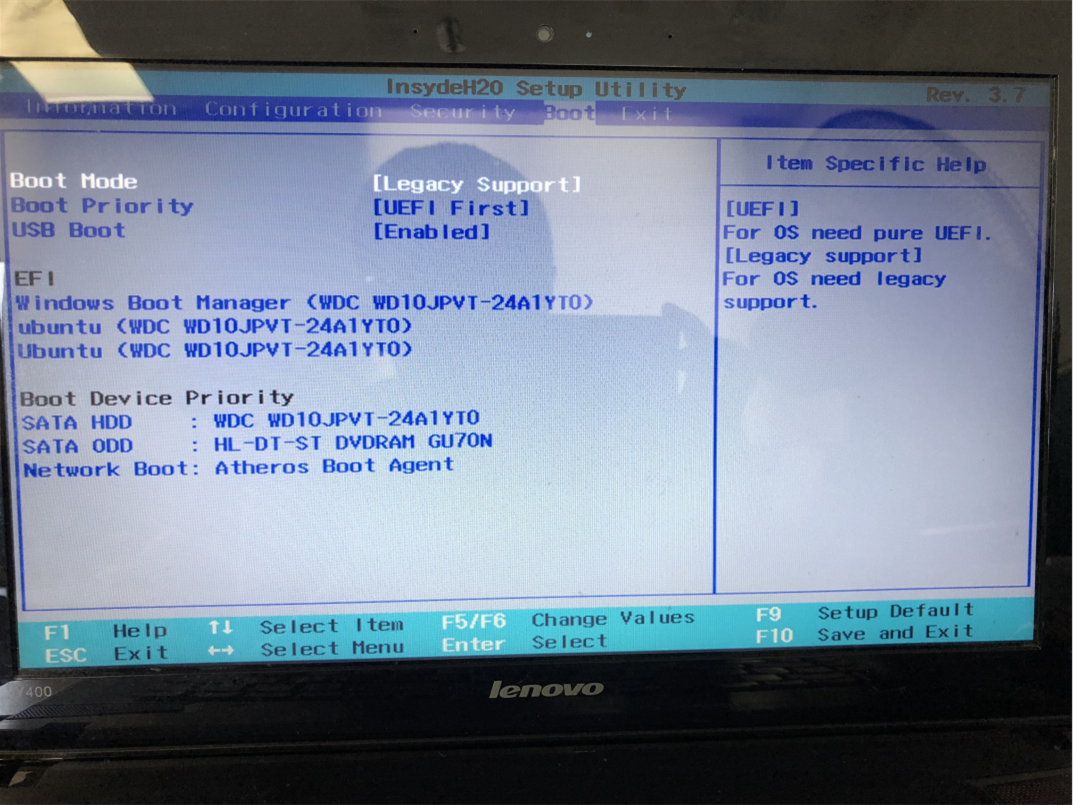 InsydeH20 Setup Utility Rev. 3.7
Information Configuration Security Boot Exit
Boot Mode [Legacy Support]
Boot Priority [UEFI First]
USB Boot [Enabled]
EFI
Windows Boot Manager (WDC WD10JPVT-24A1YT0)
ubuntu (WDC WD10JPVT-24A1YT0)
Ubuntu (WDC WD10JPVT-24A1YT0)
Boot Device Priority
SATA HDD : WDC WD10JPVT-24A1YT0
SATA ODD : HL-DT-ST DVDRAM GU70N
Network Boot: Atheros Boot Agent
Item Specific Help
[UEFI]
For OS need pure UEFI.
[Legacy support]
For OS need legacy
support.
F1 Help ↑↓ Select Item F5/F6 Change Values F9 Setup Default
ESC Exit ←→ Select Menu Enter Select F10 Save and Exit
Y400
lenovo